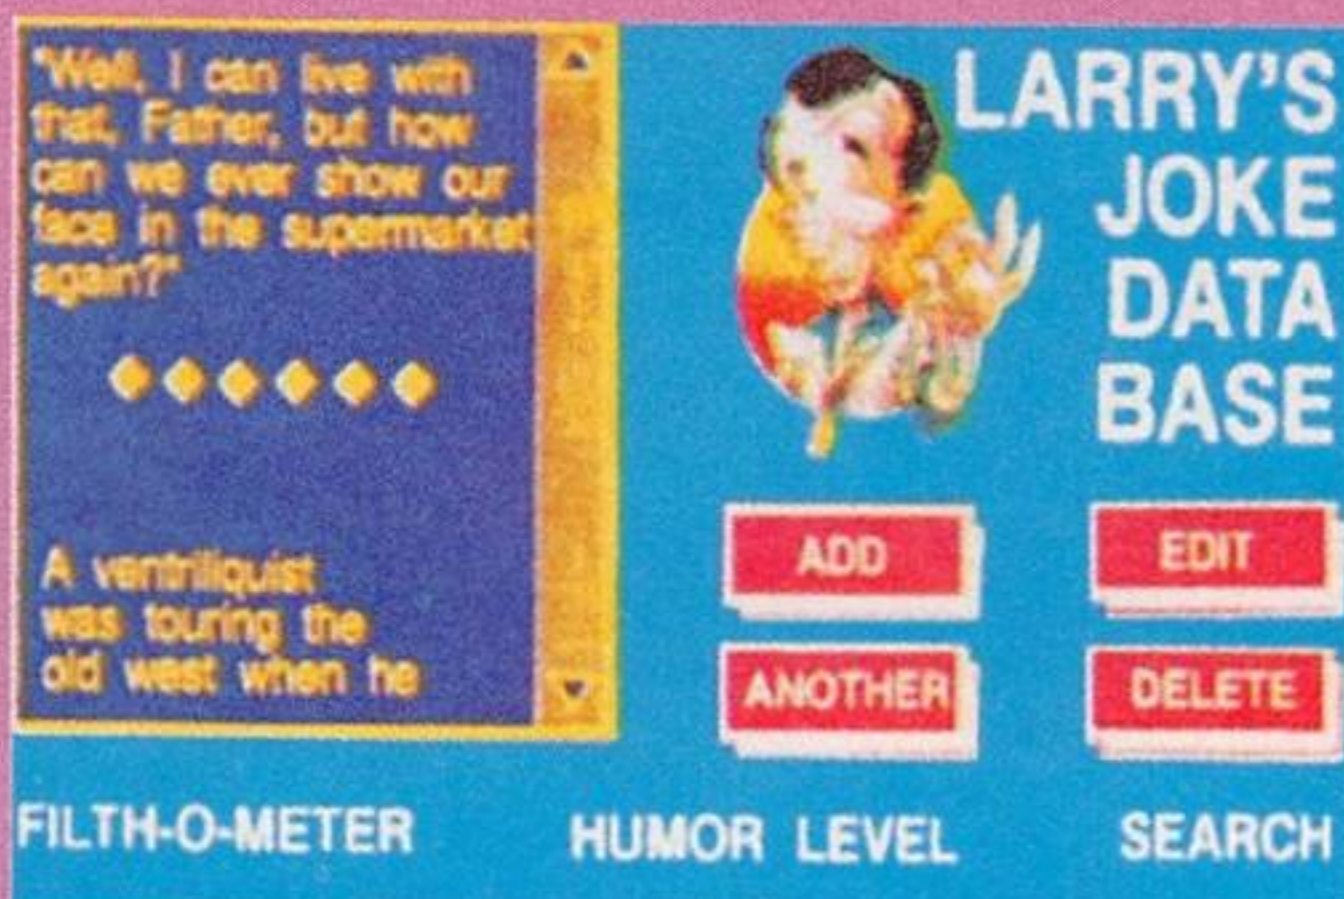 "Well, I can live with
that, Father, but how
can we ever show our
face in the supermarket
again?"
A ventriliquist
was touring the
old west when he
LARRY'S
JOKE
DATA
BASE
ADD
EDIT
ANOTHER
DELETE
FILTH-O-METER
HUMOR LEVEL
SEARCH